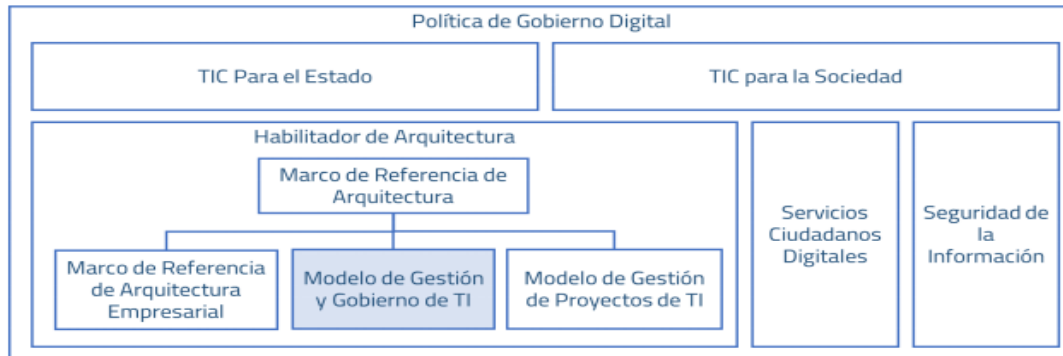 Política de Gobierno Digital
TIC Para el Estado
TIC para la Sociedad
Habilitador de Arquitectura
Marco de Referencia de
Arquitectura
Marco de Referencia
de Arquitectura
Empresarial
Modelo de Gestión
y Gobierno de TI
Modelo de Gestión
de Proyectos de TI
Servicios
Ciudadanos
Digitales
Seguridad de
la
Información